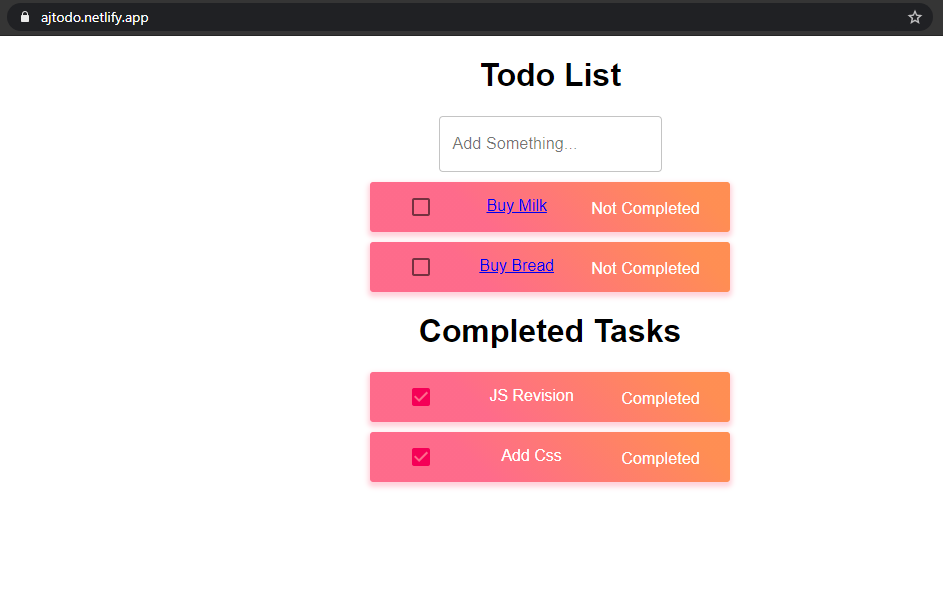 ajtodo.netlify.app
Todo List
Add Something...
Buy Milk Not Completed
Buy Bread Not Completed
Completed Tasks
JS Revision Completed
Add Css Completed